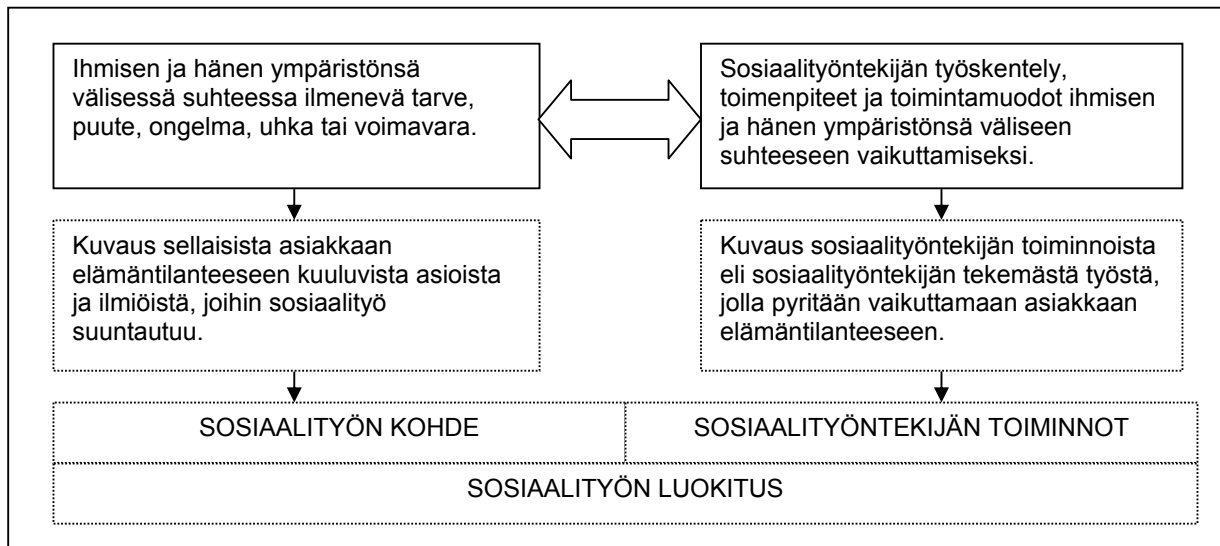 Ihmisen ja hänen ympäristönsä
välisessä suhteessa ilmenevä tarve,
puute, ongelma, uhka tai voimavara.
Sosiaalityöntekijän työskentely,
toimenpiteet ja toimintamuodot ihmisen
ja hänen ympäristönsä väliseen
suhteeseen vaikuttamiseksi.
Kuvaus sellaisista asiakkaan
elämäntilanteeseen kuuluvista asioista
ja ilmiöistä, joihin sosiaalityö
suuntautuu.
Kuvaus sosiaalityöntekijän toiminnoista
eli sosiaalityöntekijän tekemästä työstä,
jolla pyritään vaikuttamaan asiakkaan
elämäntilanteeseen.
SOSIAALITYÖN KOHDE
SOSIAALITYÖNTEKIJÄN TOIMINNOT
SOSIAALITYÖN LUOKITUS